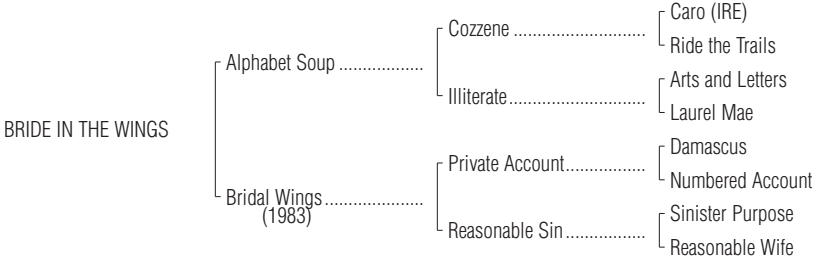 Caro (IRE)
Cozzene ............................
Ride the Trails
Alphabet Soup ..................
Arts and Letters
Illiterate.............................
Laurel Mae
BRIDE IN THE WINGS
Damascus
Private Account.................
Numbered Account
Bridal Wings .....................
(1983)
Sinister Purpose
Reasonable Sin .................
Reasonable Wife